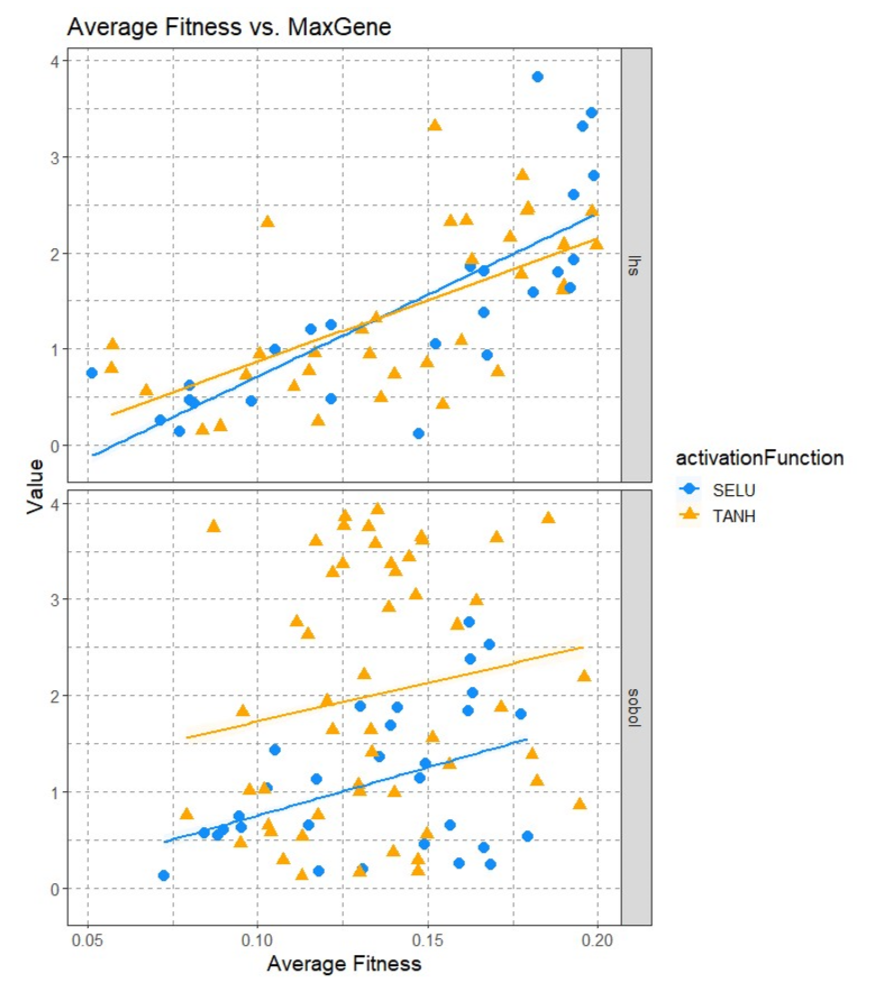 Average Fitness vs. MaxGene
4
3
2
1
0
lhs
Value
4
3
2
1
0
sobol
0.05 0.10 0.15 0.20
Average Fitness
activationFunction
SELU
TANH